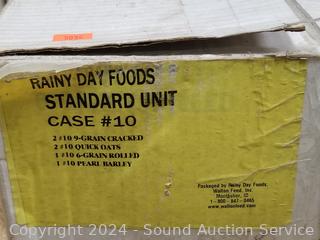 RAINY DAY FOODS
STANDARD UNIT
CASE #10
2 #10 9-GRAIN CRACKED
2 #10 QUICK OATS
1 #10 6-GRAIN ROLLED
1 #10 PEARL BARLEY
Packaged by Rainy Day Foods,
Walton Feed, Inc.
Montpelier, ID
1 - 800 - 847 - 0465
www.waltonfeed.com
Copyright 2024 - Sound Auction Service